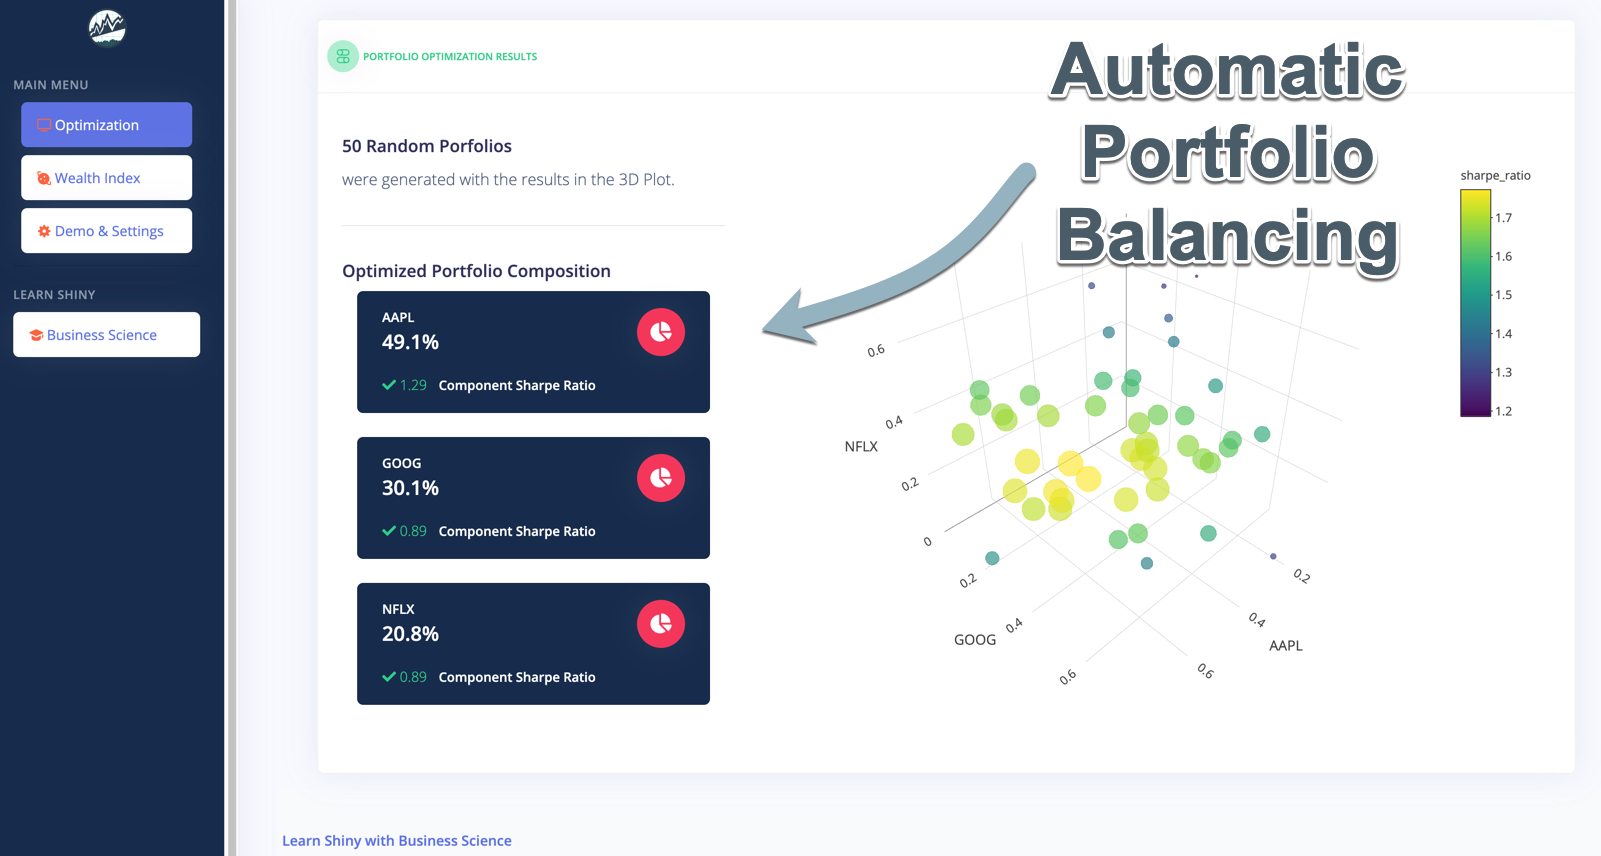 MAIN MENU
Optimization
Wealth Index
Demo & Settings
LEARN SHINY
Business Science
PORTFOLIO OPTIMIZATION RESULTS
Automatic
Portfolio
Balancing
50 Random Porfolios
were generated with the results in the 3D Plot.
Optimized Portfolio Composition
AAPL
49.1%
1.29 Component Sharpe Ratio
GOOG
30.1%
0.89 Component Sharpe Ratio
NFLX
20.8%
0.89 Component Sharpe Ratio
sharpe_ratio
1.7
1.6
1.5
1.4
1.3
1.2
0.6
0.4
NFLX
0.2
0
0.2
0.4
GOOG
0.6
0.2
0.4
AAPL
0.6
Learn Shiny with Business Science